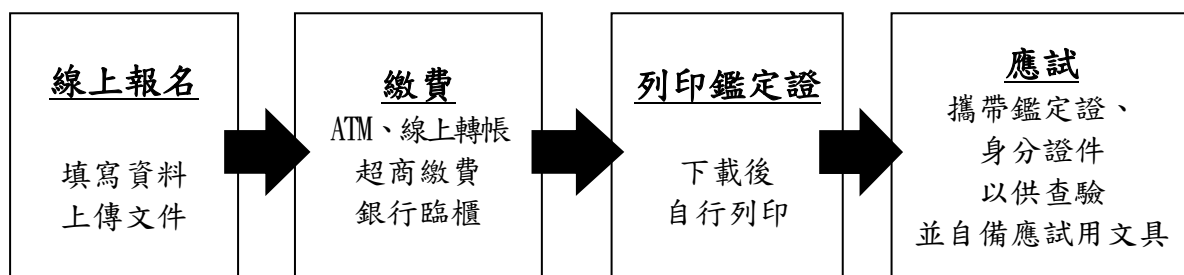 線上報名
填寫資料
上傳文件
繳費
ATM、線上轉帳
超商繳費
銀行臨櫃
列印鑑定證
下載後
自行列印
應試
攜帶鑑定證、
身分證件
以供查驗
並自備應試用文具